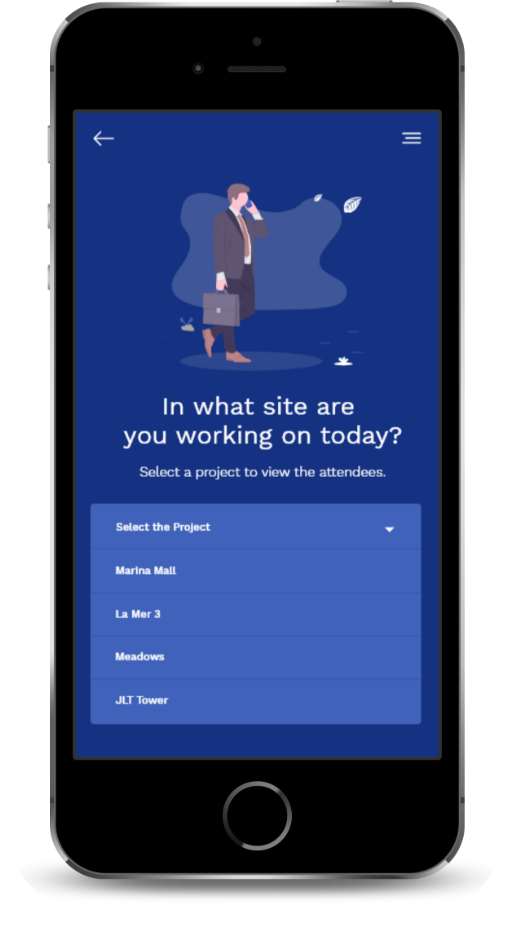 In what site are
you working on today?
Select a project to view the attendees.
Select the Project
Marina Mall
La Mer 3
Meadows
JLT Tower